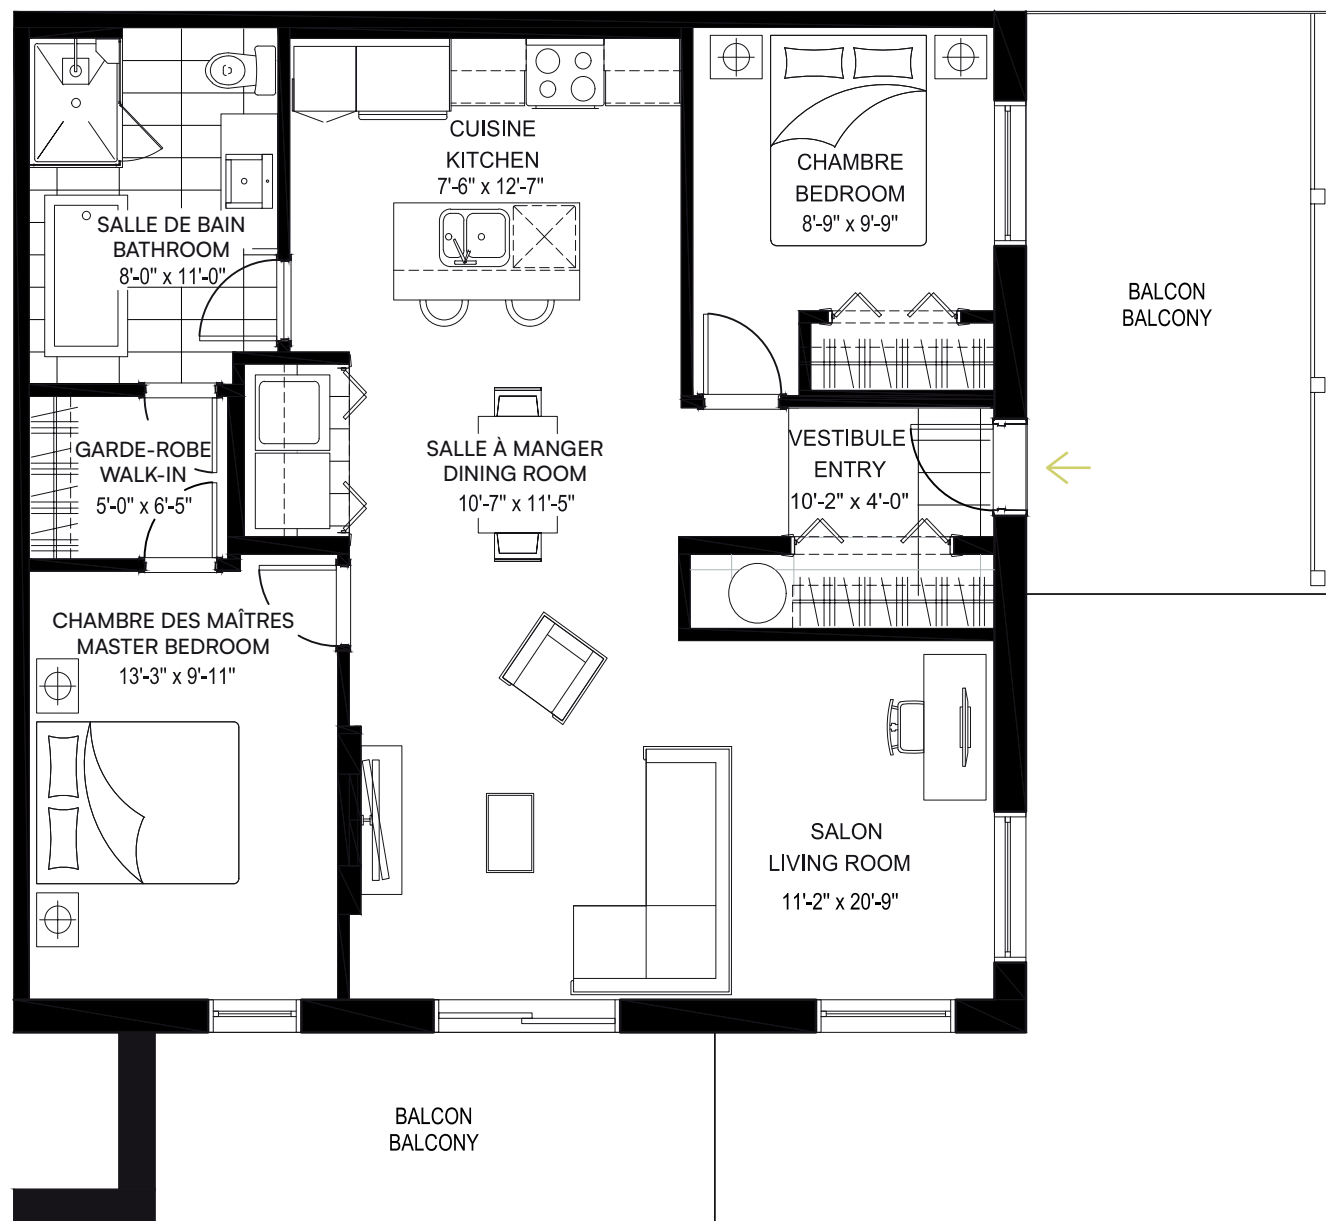 CUISINE
KITCHEN
7'-6" x 12'-7"
CHAMBRE
BEDROOM
8'-9" x 9'-9"
SALLE DE BAIN
BATHROOM
8'-0" x 11'-0"
BALCON
BALCONY
GARDE-ROBE
WALK-IN
5'-0" x 6'-5"
SALLE À MANGER
DINING ROOM
10'-7" x 11'-5"
VESTIBULE
ENTRY
10'-2" x 4'-0"
CHAMBRE DES MAÎTRES
MASTER BEDROOM
13'-3" x 9'-11"
SALON
LIVING ROOM
11'-2" x 20'-9"
BALCON
BALCONY